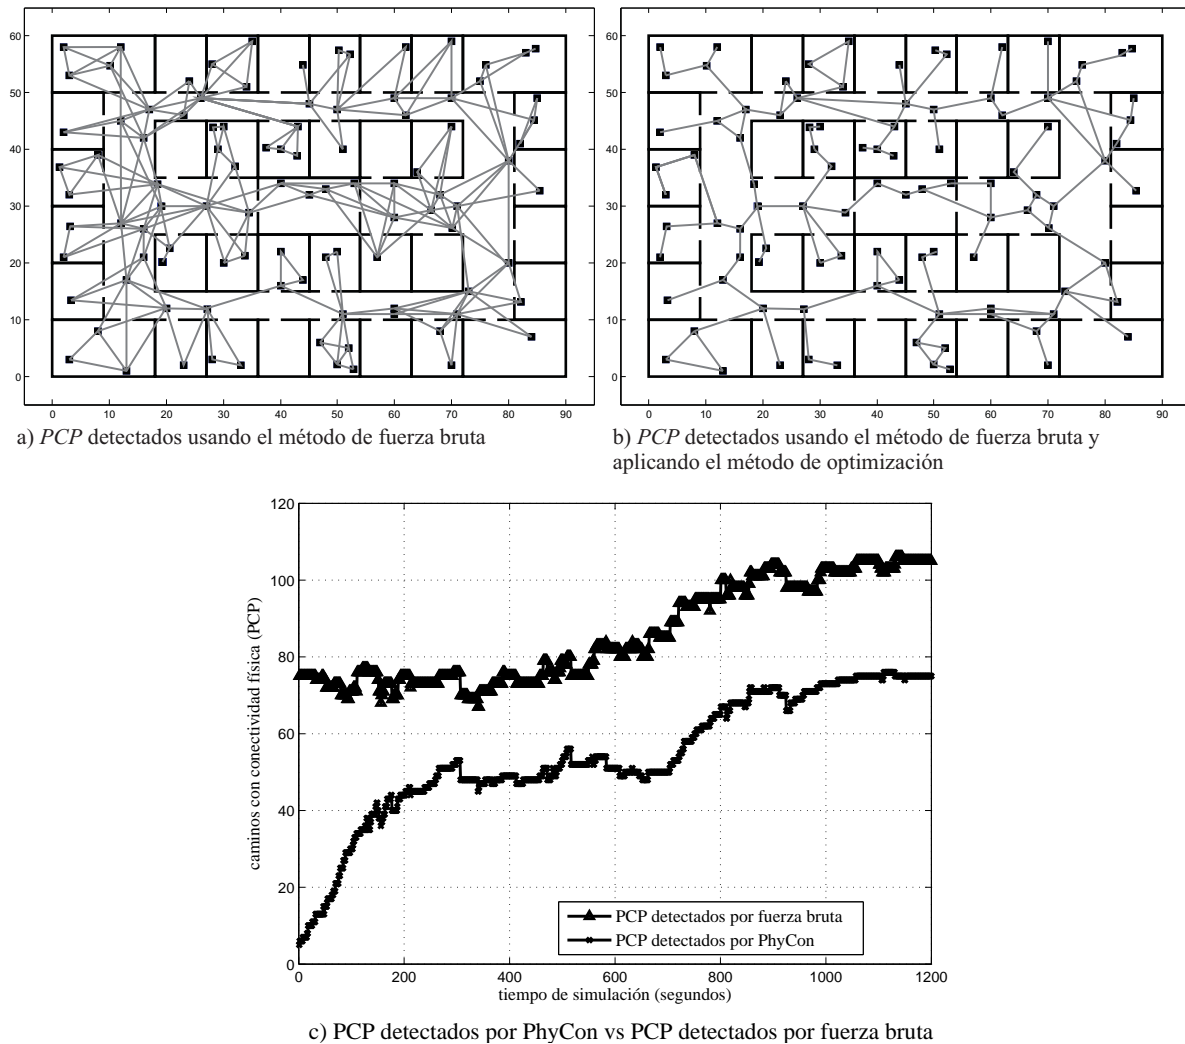 60
50
40
30
20
10
0
0 10 20 30 40 50 60 70 80 90
60
50
40
30
20
10
0
0 10 20 30 40 50 60 70 80 90
a) PCP detectados usando el método de fuerza bruta
b) PCP detectados usando el método de fuerza bruta y
aplicando el método de optimización
120
100
80
60
40
20
0
caminos con conectividad física (PCP)
PCP detectados por fuerza bruta
PCP detectados por PhyCon
0 200 400 600 800 1000 1200
tiempo de simulación (segundos)
c) PCP detectados por PhyCon vs PCP detectados por fuerza bruta